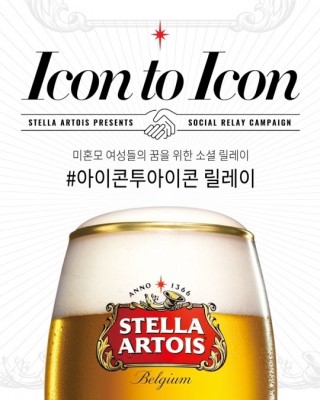 Icon to Icon
STELLA ARTOIS PRESENTS SOCIAL RELAY CAMPAIGN
미혼모 여성들의 꿈을 위한 소셜 릴레이
#아이콘투아이콘 릴레이
ANNO 1366
STELLA
ARTOIS
Belgium